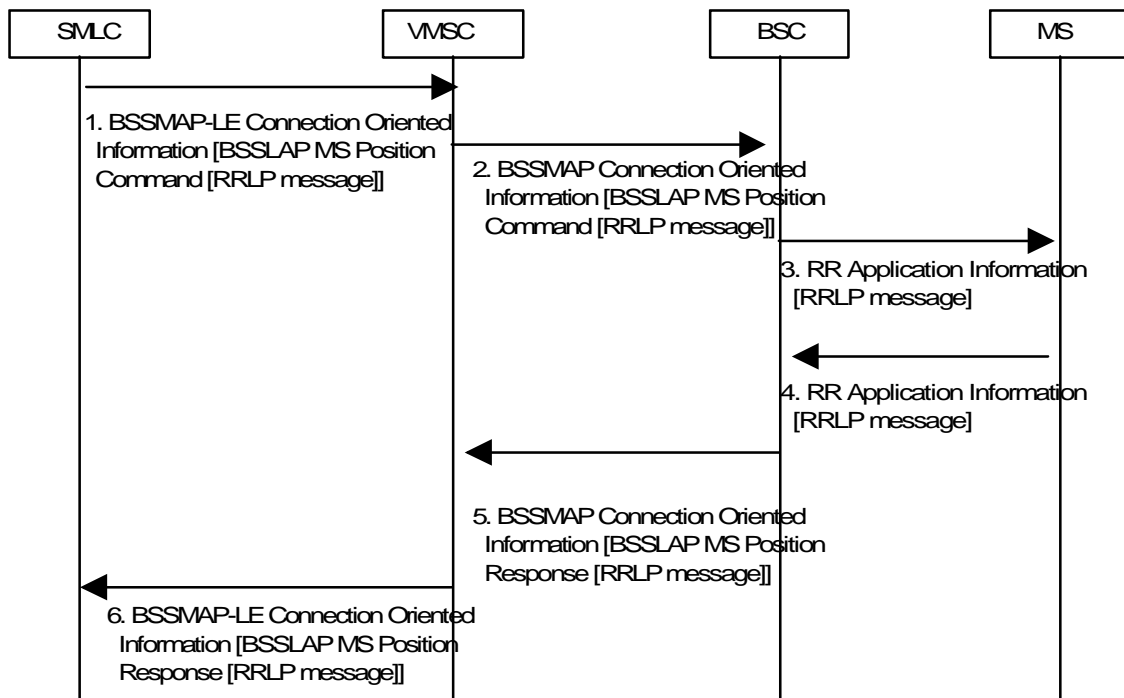 SMLC
VMSC
BSC
MS
1. BSSMAP-LE Connection Oriented
Information [BSSLAP MS Position
Command [RRLP message]]
2. BSSMAP Connection Oriented
Information [BSSLAP MS Position
Command [RRLP message]]
3. RR Application Information
[RRLP message]
4. RR Application Information
[RRLP message]
5. BSSMAP Connection Oriented
Information [BSSLAP MS Position
Response [RRLP message]]
6. BSSMAP-LE Connection Oriented
Information [BSSLAP MS Position
Response [RRLP message]]